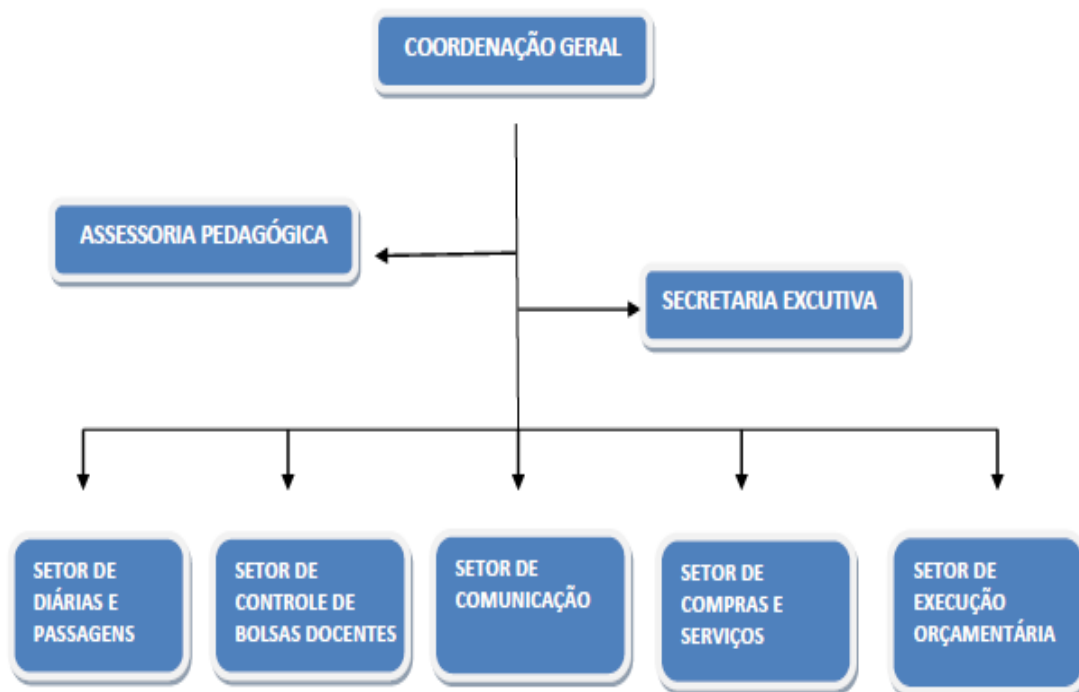 COORDENAÇÃO GERAL
ASSESSORIA PEDAGÓGICA
SECRETARIA EXCUTIVA
SETOR DE
DIÁRIAS E
PASSAGENS
SETOR DE
CONTROLE DE
BOLSAS DOCENTES
SETOR DE
COMUNICAÇÃO
SETOR DE
COMPRAS E
SERVIÇOS
SETOR DE
EXECUÇÃO
ORÇAMENTÁRIA